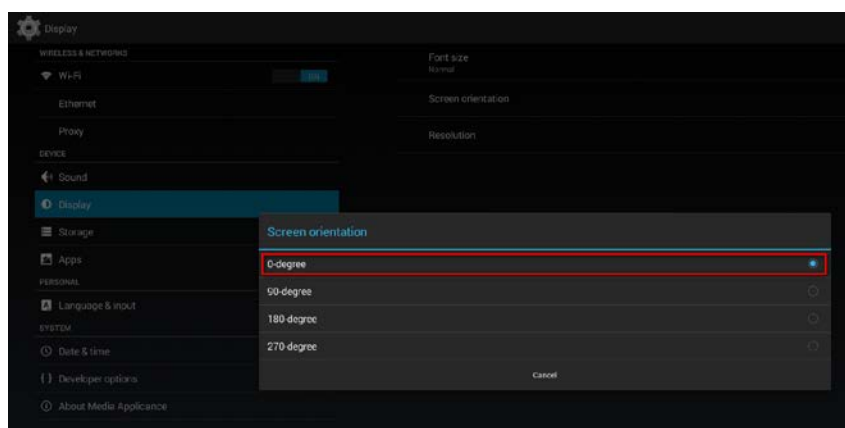 Display
WIRELESS & NETWORKS
Wi-Fi
ON
Ethernet
Proxy
DEVICE
Sound
Display
Storage
Apps
PERSONAL
Language & input
SYSTEM
Date & time
Developer options
About Media Applicance
Font size
Normal
Screen orientation
Resolution
Screen orientation
0-degree
90-degree
180-degree
270-degree
Cancel